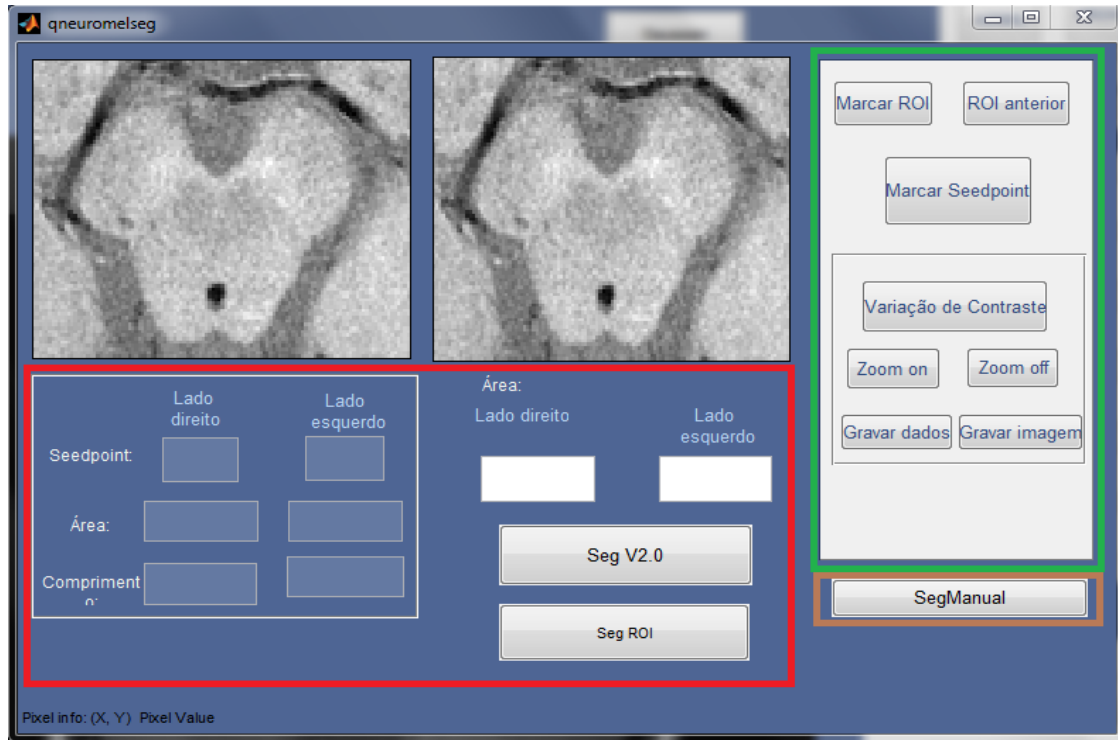 qneuromelseg
Marcar ROI
ROI anterior
Marcar Seedpoint
Variação de Contraste
Zoom on
Zoom off
Gravar dados
Gravar imagem
SegManual
Lado
direito
Lado
esquerdo
Seedpoint:
Área:
Compriment
o:
Área:
Lado direito
Lado
esquerdo
Seg V2.0
Seg ROI
Pixel info: (X, Y) Pixel Value